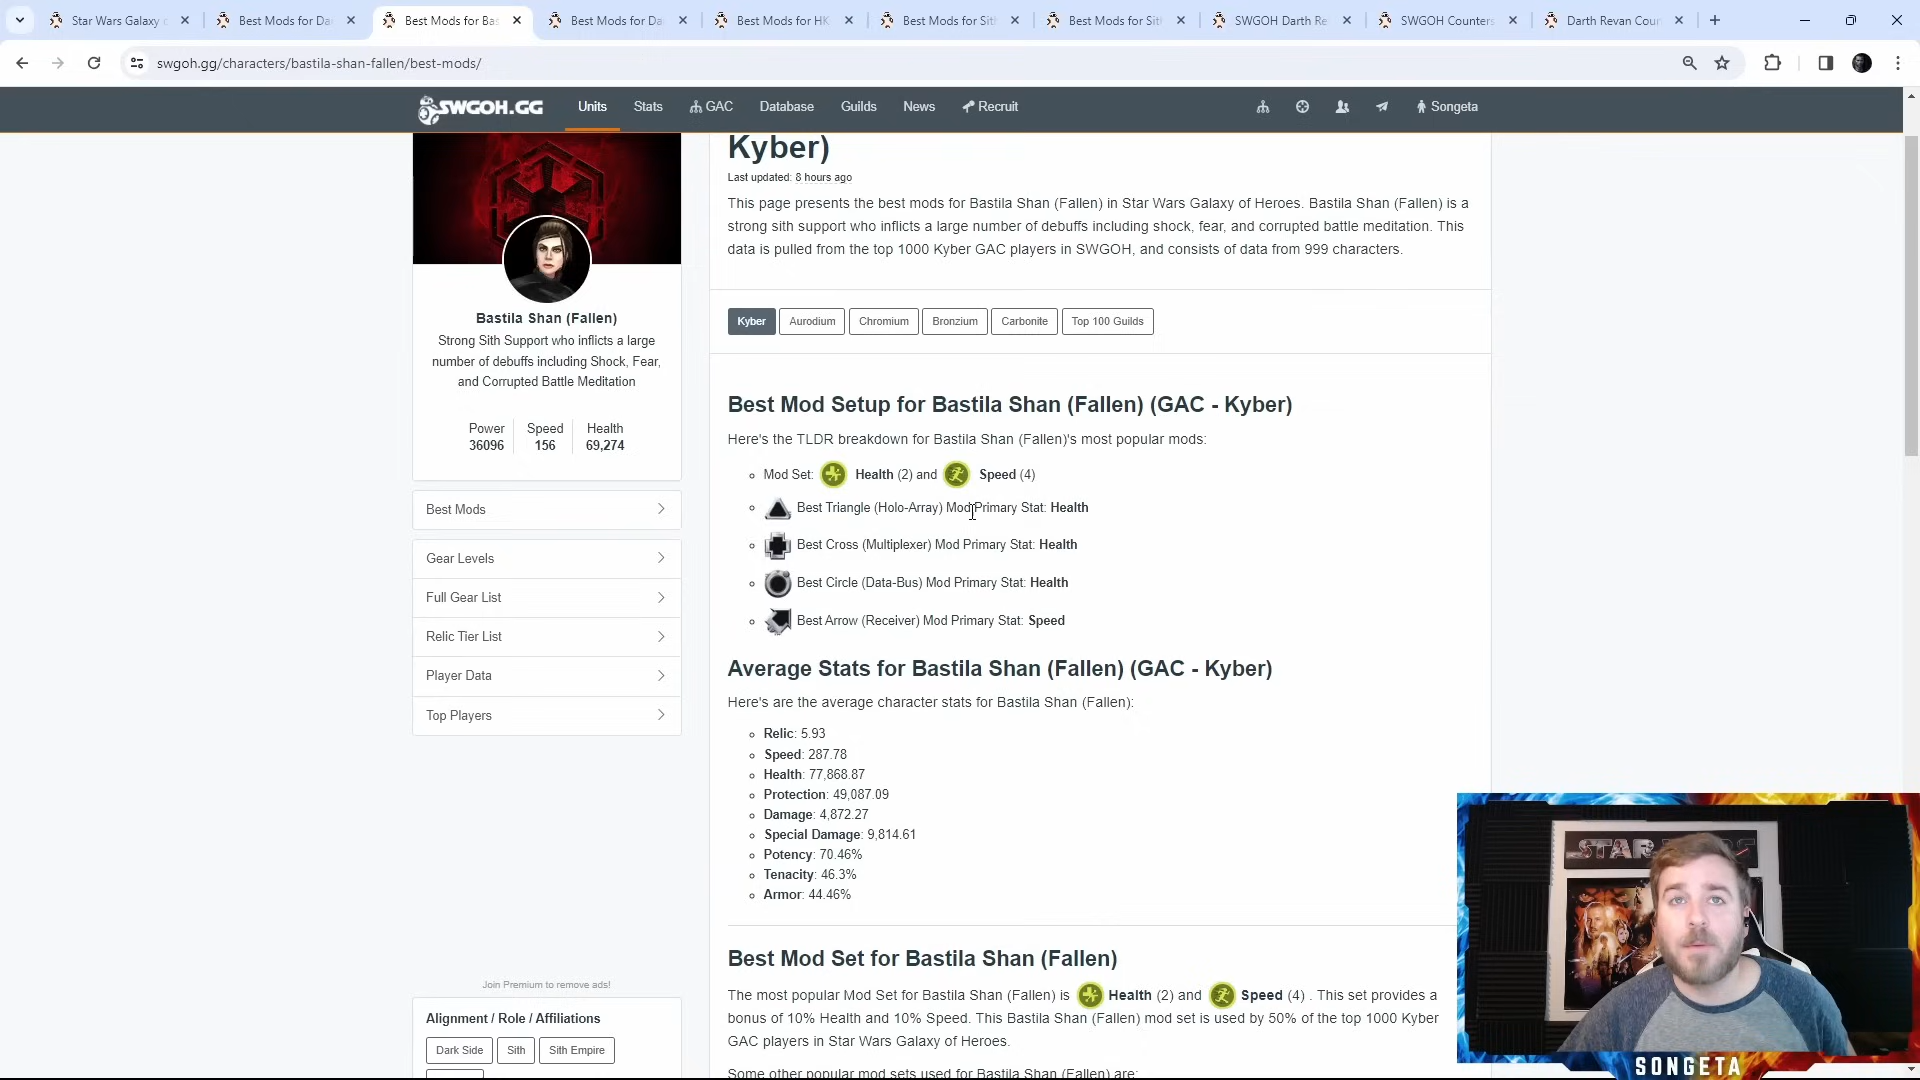 Star Wars Galaxy o
Best Mods for Da
Best Mods for Bas
Best Mods for Da
Best Mods for HK
Best Mods for Sith
Best Mods for Sit
SWGOH Darth Re
SWGOH Counters
Darth Revan Coun
swgoh.gg/characters/bastila-shan-fallen/best-mods/
SWGOH.GG
Units
Stats
GAC
Database
Guilds
News
Recruit
Songeta
Kyber)
Last updated: 8 hours ago
This page presents the best mods for Bastila Shan (Fallen) in Star Wars Galaxy of Heroes. Bastila Shan (Fallen) is a
strong sith support who inflicts a large number of debuffs including shock, fear, and corrupted battle meditation. This
data is pulled from the top 1000 Kyber GAC players in SWGOH, and consists of data from 999 characters.
Bastila Shan (Fallen)
Strong Sith Support who inflicts a large
number of debuffs including Shock, Fear,
and Corrupted Battle Meditation
Power Speed Health
36096 156 69,274
Best Mods
Gear Levels
Full Gear List
Relic Tier List
Player Data
Top Players
Join Premium to remove ads!
Alignment / Role / Affiliations
Dark Side Sith Sith Empire
Kyber Aurodium Chromium Bronzium Carbonite Top 100 Guilds
Best Mod Setup for Bastila Shan (Fallen) (GAC - Kyber)
Here's the TLDR breakdown for Bastila Shan (Fallen)'s most popular mods:
Mod Set: Health (2) and Speed (4)
Best Triangle (Holo-Array) Mod Primary Stat: Health
Best Cross (Multiplexer) Mod Primary Stat: Health
Best Circle (Data-Bus) Mod Primary Stat: Health
Best Arrow (Receiver) Mod Primary Stat: Speed
Average Stats for Bastila Shan (Fallen) (GAC - Kyber)
Here's are the average character stats for Bastila Shan (Fallen):
Relic: 5.93
Speed: 287.78
Health: 77,868.87
Protection: 49,087.09
Damage: 4,872.27
Special Damage: 9,814.61
Potency: 70.46%
Tenacity: 46.3%
Armor: 44.46%
Best Mod Set for Bastila Shan (Fallen)
The most popular Mod Set for Bastila Shan (Fallen) is Health (2) and Speed (4) . This set provides a
bonus of 10% Health and 10% Speed. This Bastila Shan (Fallen) mod set is used by 50% of the top 1000 Kyber
GAC players in Star Wars Galaxy of Heroes.
Some other popular mod sets used for Bastila Shan (Fallen) are:
SONGETA